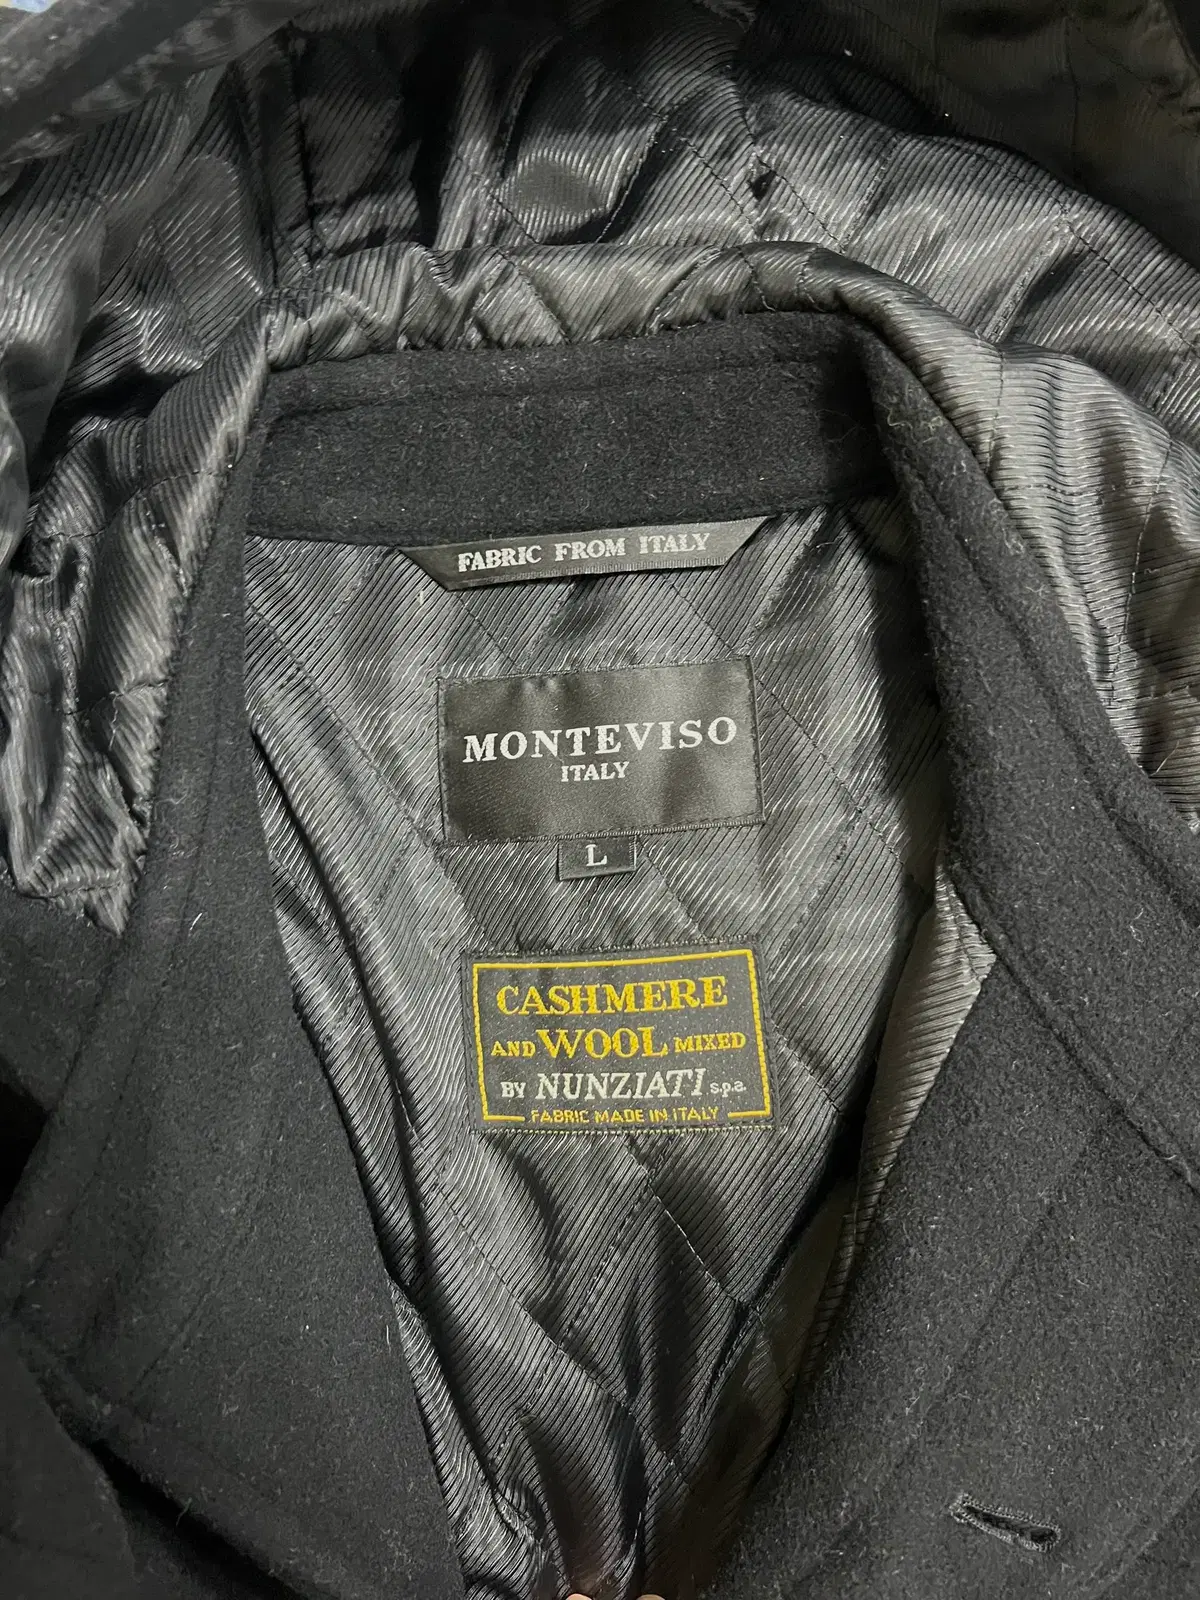 FABRIC FROM ITALY
MONTEVISO
ITALY
L
CASHMERE
AND WOOL MIXED
BY NUNZIATI s.p.a.
FABRIC MADE IN ITALY